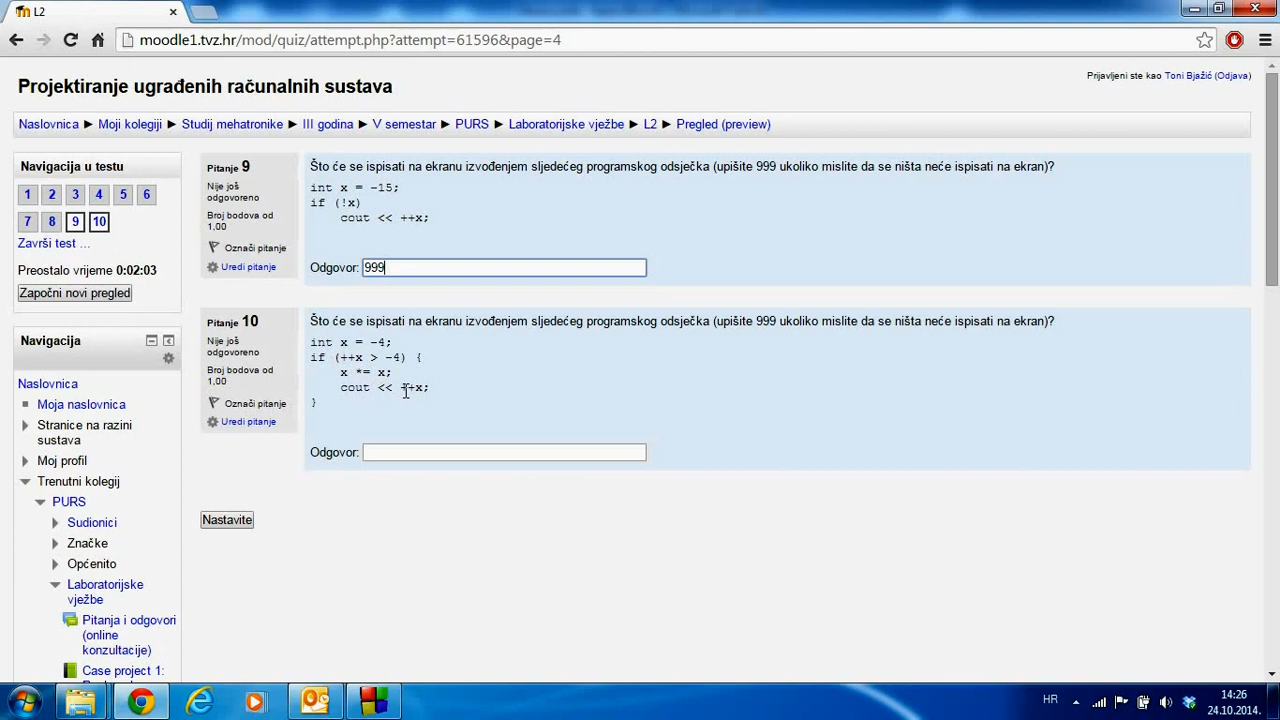 L2
moodle1.tvz.hr/mod/quiz/attempt.php?attempt=61596&page=4
Projektiranje ugrađenih računalnih sustava
Prijavljeni ste kao Toni Bjažić (Odjava)
Naslovnica ► Moji kolegiji ► Studij mehatronike ► III godina ► V semestar ► PURS ► Laboratorijske vježbe ► L2 ► Pregled (preview)
Navigacija u testu
1 2 3 4 5 6
7 8 9 10
Završi test ...
Preostalo vrijeme 0:02:03
Započni novi pregled
Pitanje 9
Nije još
odgovoreno
Broj bodova od
1,00
Označi pitanje
Uredi pitanje
Što će se ispisati na ekranu izvođenjem sljedećeg programskog odsječka (upišite 999 ukoliko mislite da se ništa neće ispisati na ekran)?
int x = -15;
if (!x)
cout << ++x;
Odgovor: 999
Pitanje 10
Nije još
odgovoreno
Broj bodova od
1,00
Označi pitanje
Uredi pitanje
Što će se ispisati na ekranu izvođenjem sljedećeg programskog odsječka (upišite 999 ukoliko mislite da se ništa neće ispisati na ekran)?
int x = -4;
if (++x > -4) {
x *= x;
cout << ++x;
}
Odgovor:
Nastavite
Navigacija
Naslovnica
Moja naslovnica
Stranice na razini
sustava
Moj profil
Trenutni kolegij
PURS
Sudionici
Značke
Općenito
Laboratorijske
vježbe
Pitanja i odgovori
(online
konzultacije)
Case project 1:
HR
14:26
24.10.2014.